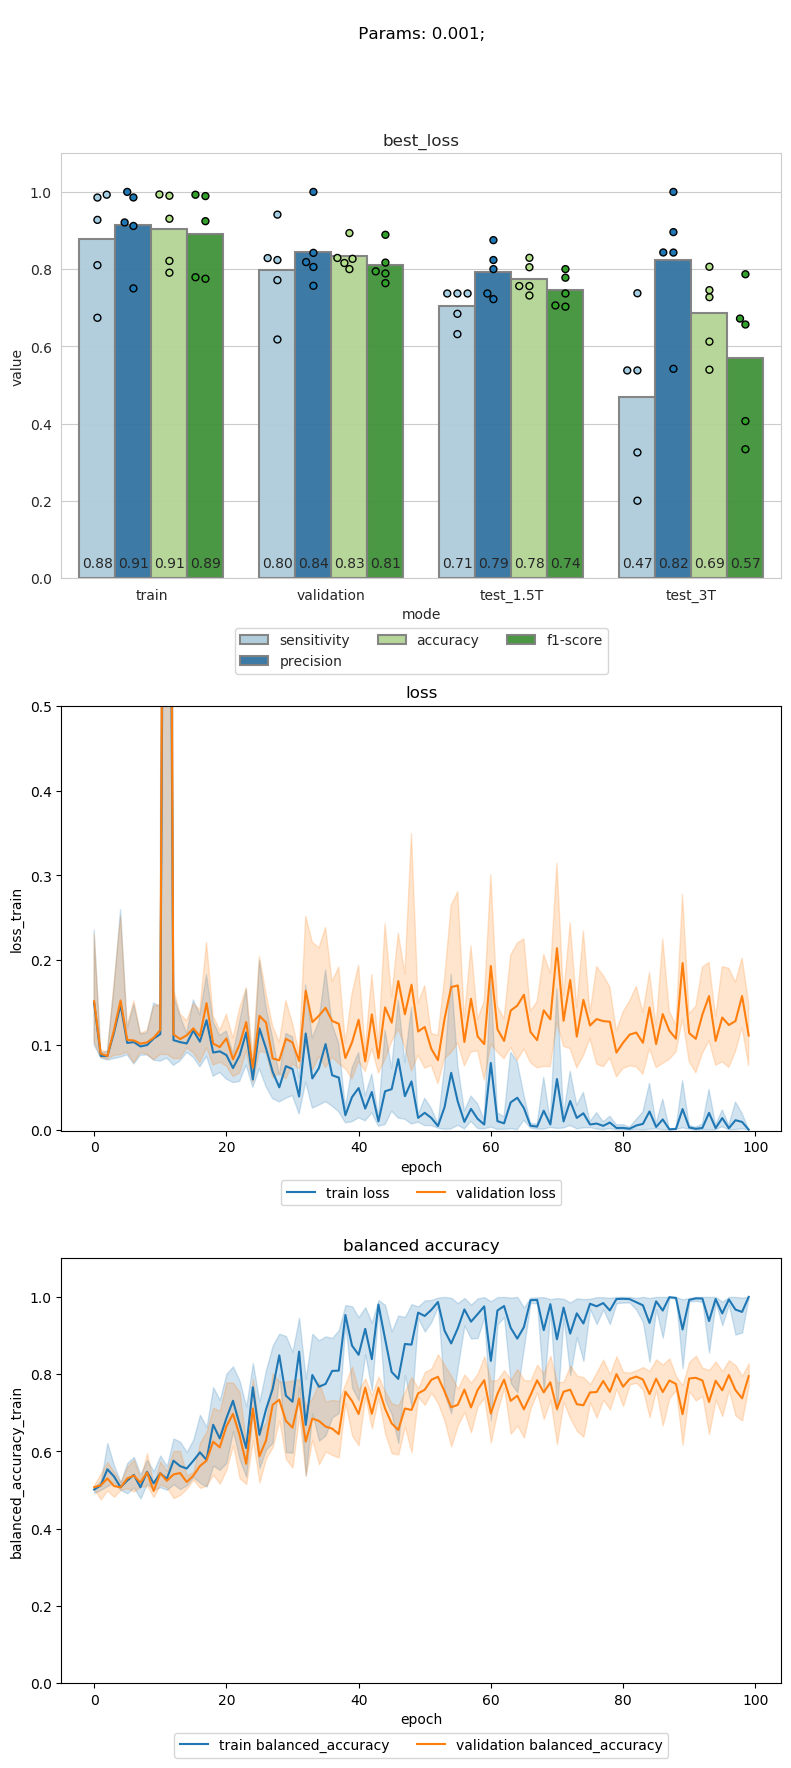 Params: 0.001;
best_loss
1.0
0.8
0.6
0.4
0.2
0.0
value
0.88 0.91 0.91 0.89 0.80 0.84 0.83 0.81 0.71 0.79 0.78 0.74 0.47 0.82 0.69 0.57
train validation test_1.5T test_3T
mode
sensitivity accuracy f1-score
precision
loss
0.5
0.4
0.3
0.2
0.1
0.0
loss_train
0 20 40 60 80 100
epoch
train loss validation loss
balanced accuracy
1.0
0.8
0.6
0.4
0.2
0.0
balanced_accuracy_train
0 20 40 60 80 100
epoch
train balanced_accuracy validation balanced_accuracy